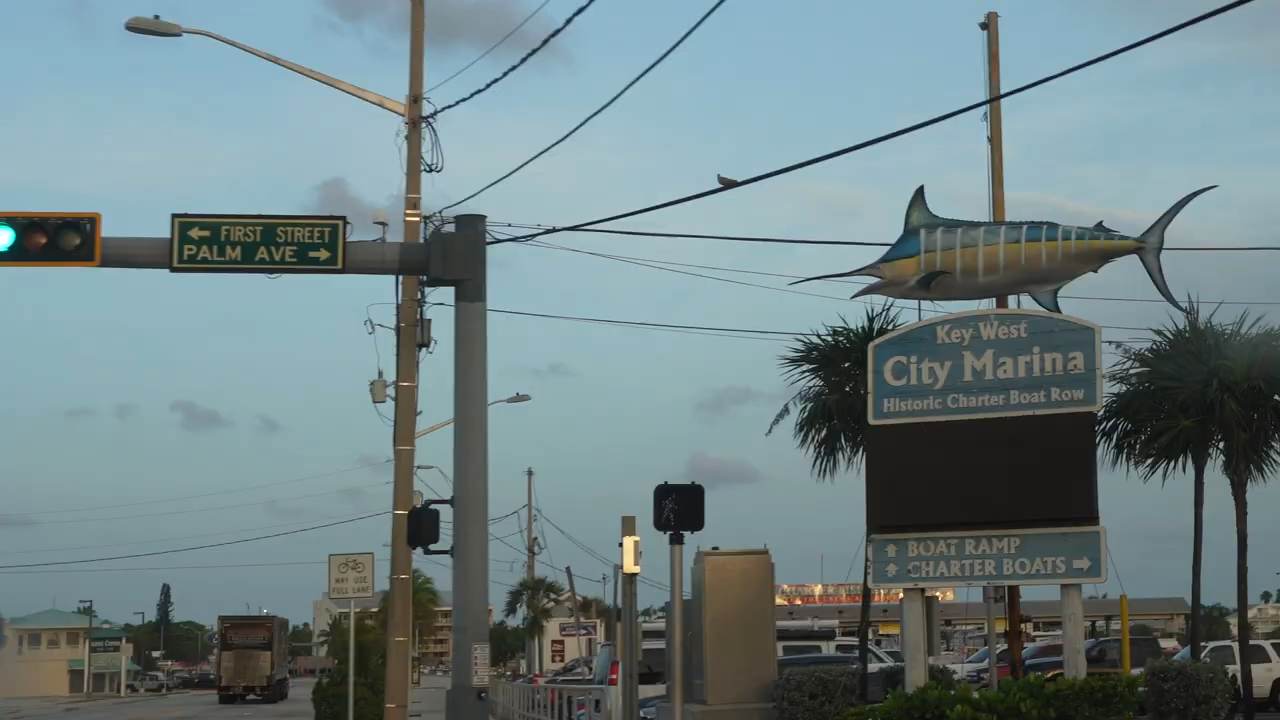 FIRST STREET
PALM AVE
Key West
City Marina
Historic Charter Boat Row
BOAT RAMP
CHARTER BOATS
MAY USE
FULL LANE